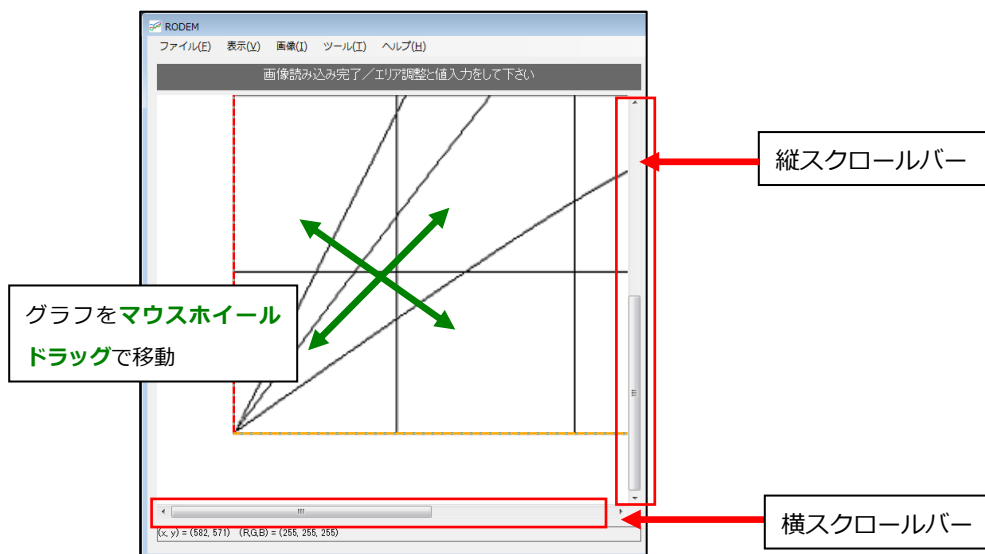 RODEM
ファイル(F) 表示(V) 画像(I) ツール(T) ヘルプ(H)
画像読み込み完了／エリア調整と値入力をして下さい
縦スクロールバー
グラフをマウスホイール
ドラッグで移動
横スクロールバー
(x, y) = (582, 571) (R,G,B) = (255, 255, 255)